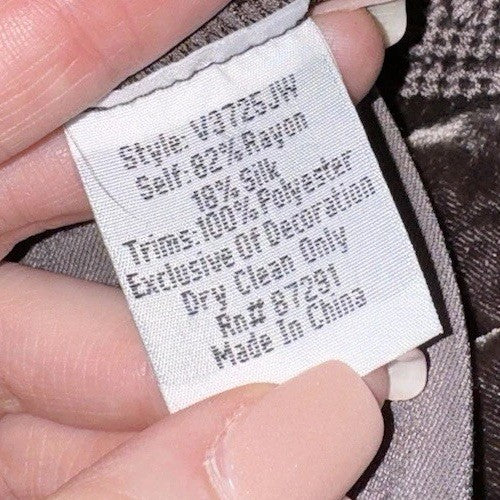 Style: V3725JW
Self: 82% Rayon
18% Silk
Trims: 100% Polyester
Exclusive Of Decoration
Dry Clean Only
Rn# 87291
Made In China